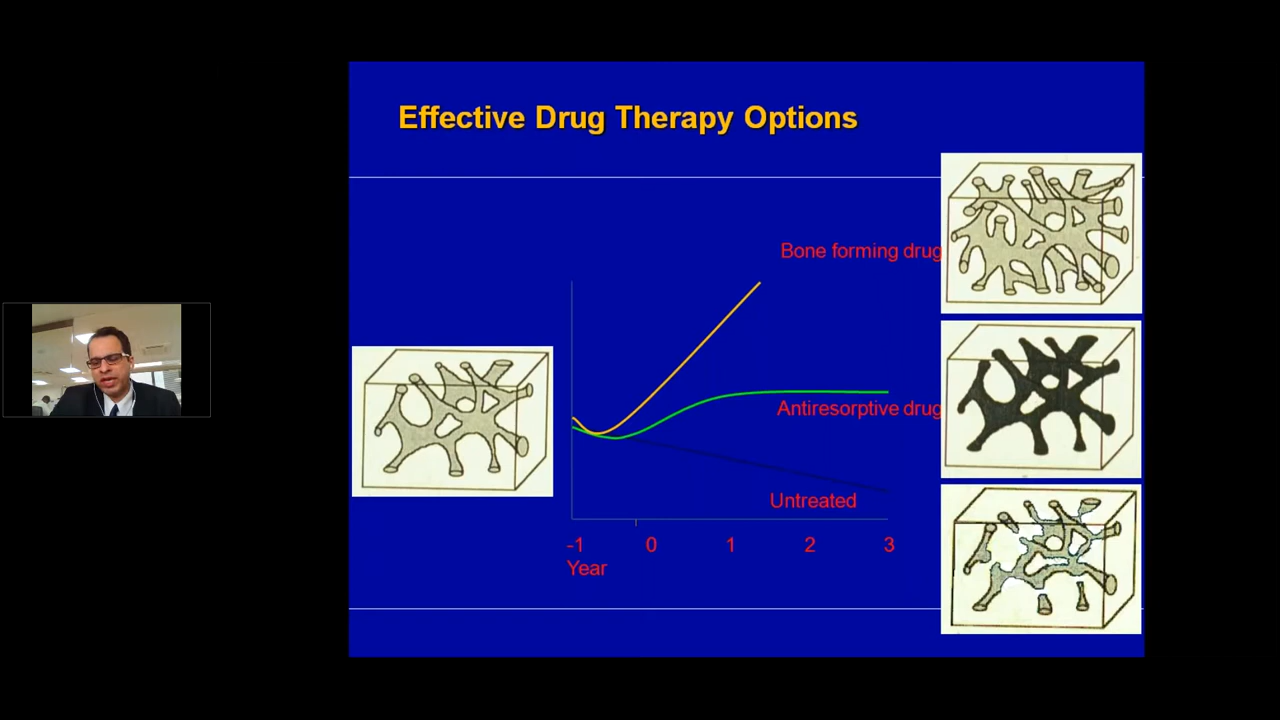 Effective Drug Therapy Options
Bone forming drug
Antiresorptive drug
Untreated
-1 0 1 2 3
Year